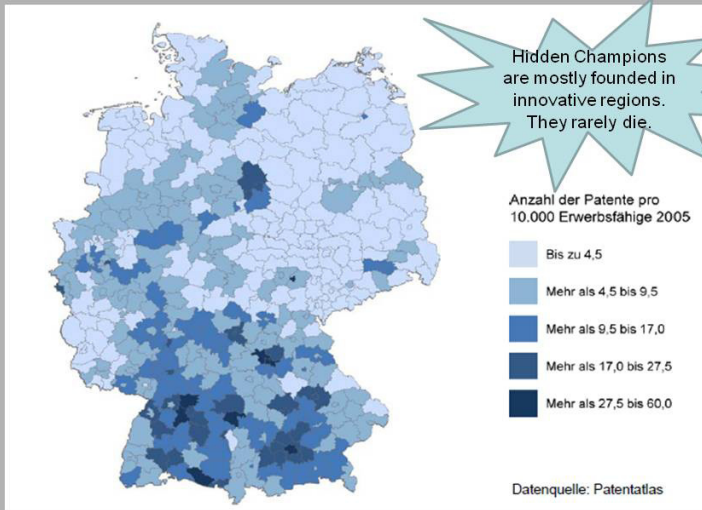 Hidden Champions
are mostly founded in
innovative regions.
They rarely die.
Anzahl der Patente pro
10.000 Erwerbsfähige 2005
Bis zu 4,5
Mehr als 4,5 bis 9,5
Mehr als 9,5 bis 17,0
Mehr als 17,0 bis 27,5
Mehr als 27,5 bis 60,0
Datenquelle: Patentatlas